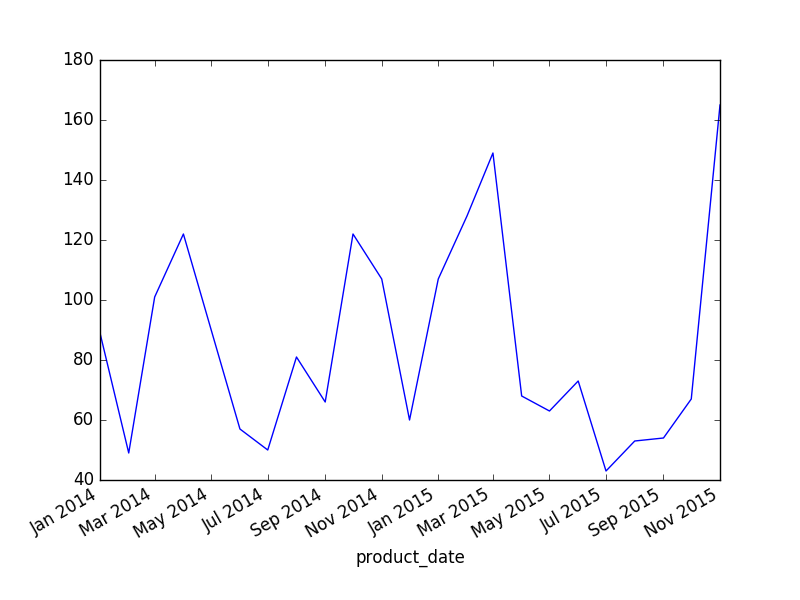 180
160
140
120
100
80
60
40
Jan 2014
Mar 2014
May 2014
Jul 2014
Sep 2014
Nov 2014
Jan 2015
Mar 2015
May 2015
Jul 2015
Sep 2015
Nov 2015
product_date